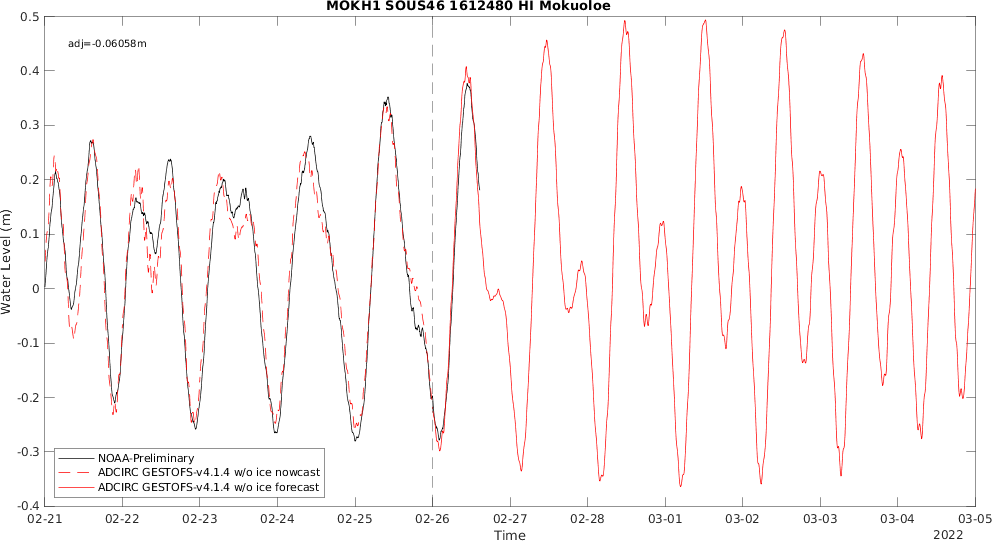 MOKH1 SOUS46 1612480 HI Mokuoloe
adj=-0.06058m
0.5
0.4
0.3
0.2
0.1
0
-0.1
-0.2
-0.3
-0.4
Water Level (m)
NOAA-Preliminary
ADCIRC GESTOFS-v4.1.4 w/o ice nowcast
ADCIRC GESTOFS-v4.1.4 w/o ice forecast
02-21 02-22 02-23 02-24 02-25 02-26 02-27 02-28 03-01 03-02 03-03 03-04 03-05
Time
2022